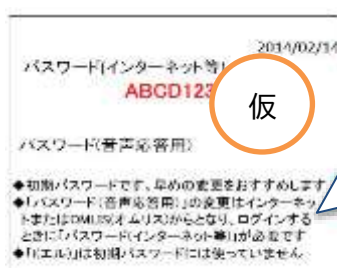 2014/02/14
パスワード(インターネット等)
ABCD123
仮
パスワード(音声応答用)
◆初期パスワードです、早めの変更をおすすめします
◆「パスワード(音声応答用)」の変更はインターネッ
トまたはOMLIS(オムリス)からとなり、ログインする
ときに「パスワード(インターネット等)」が必要です
◆「l(エル)」は初期パスワードには使っていません